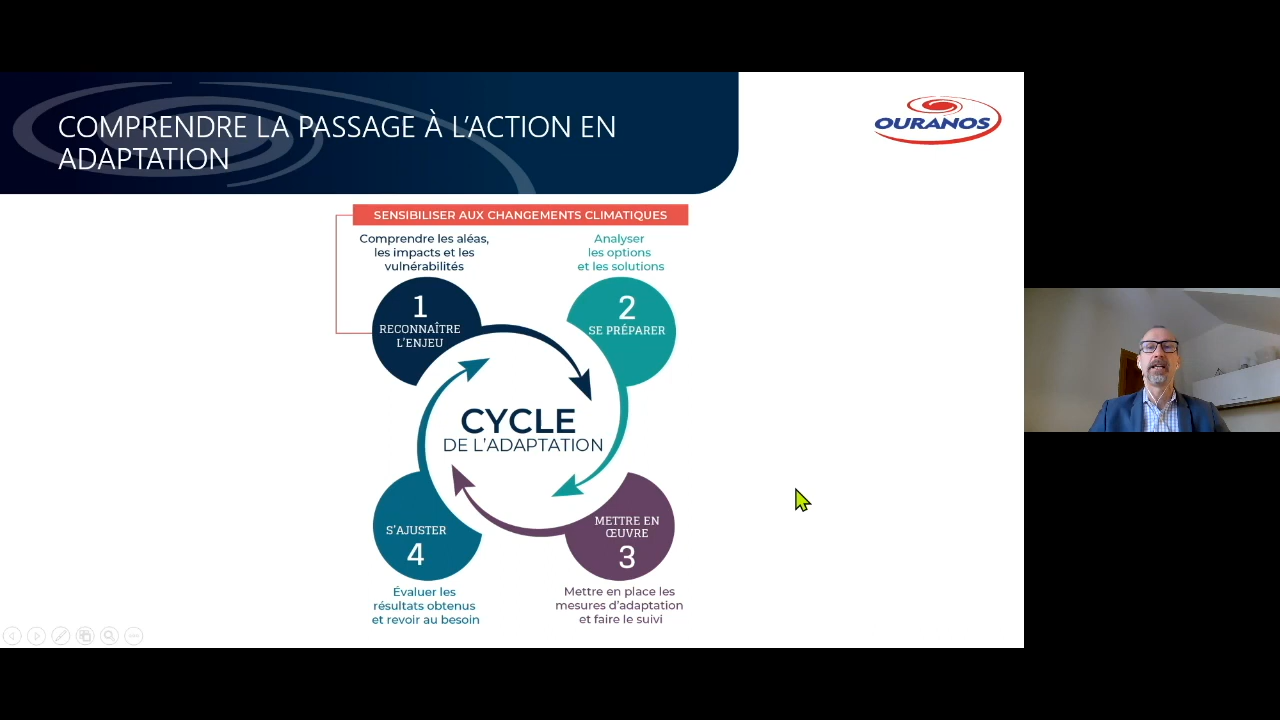 COMPRENDRE LA PASSAGE À L'ACTION EN
ADAPTATION
OURANOS
SENSIBILISER AUX CHANGEMENTS CLIMATIQUES
Comprendre les aléas,
les impacts et les
vulnérabilités
1
RECONNAÎTRE
L'ENJEU
Analyser
les options
et les solutions
2
SE PRÉPARER
CYCLE
DE L'ADAPTATION
METTRE EN
ŒUVRE
3
Mettre en place les
mesures d'adaptation
et faire le suivi
S'AJUSTER
4
Évaluer les
résultats obtenus
et revoir au besoin